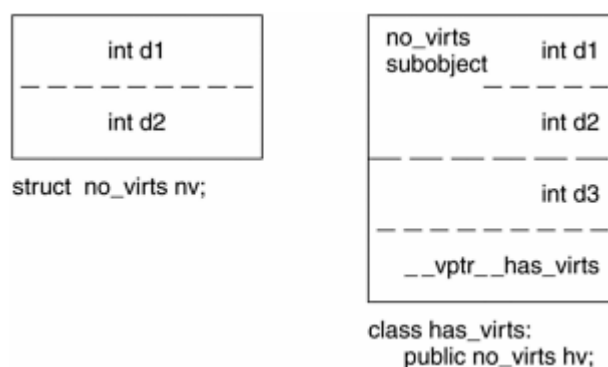 int d1
int d2
struct no_virts nv;
no_virts
subobject
int d1
int d2
int d3
__vptr__has_virts
class has_virts:
public no_virts hv;